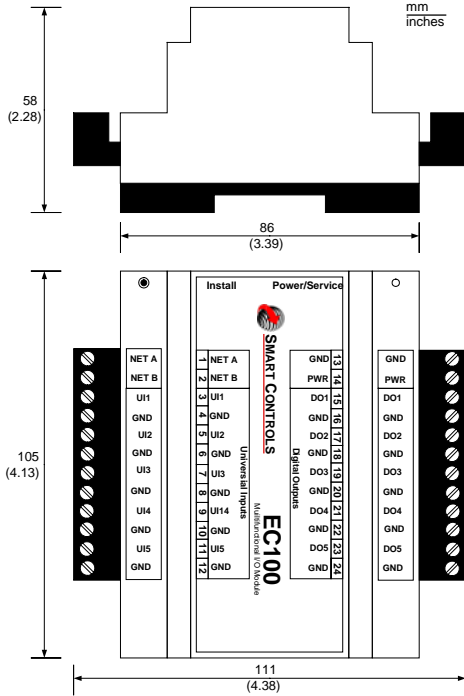 mm
inches
58
(2.28)
86
(3.39)
Install Power/Service
105
(4.13)
NET A
NET B
UI1
GND
UI2
GND
UI3
GND
UI4
GND
UI5
GND
1 NET A
2 NET B
3 UI1
4 GND
5 UI2
6 GND
7 UI3
8 GND
9 UI14
10 GND
11 UI5
12 GND
Universial Inputs
SMART CONTROLS
EC100
Multifunctional I/O Module
Digital Outputs
GND 13
PWR 14
DO1 15
GND 16
DO2 17
GND 18
DO3 19
GND 20
DO4 21
GND 22
DO5 23
GND 24
GND
PWR
DO1
GND
DO2
GND
DO3
GND
DO4
GND
DO5
GND
111
(4.38)